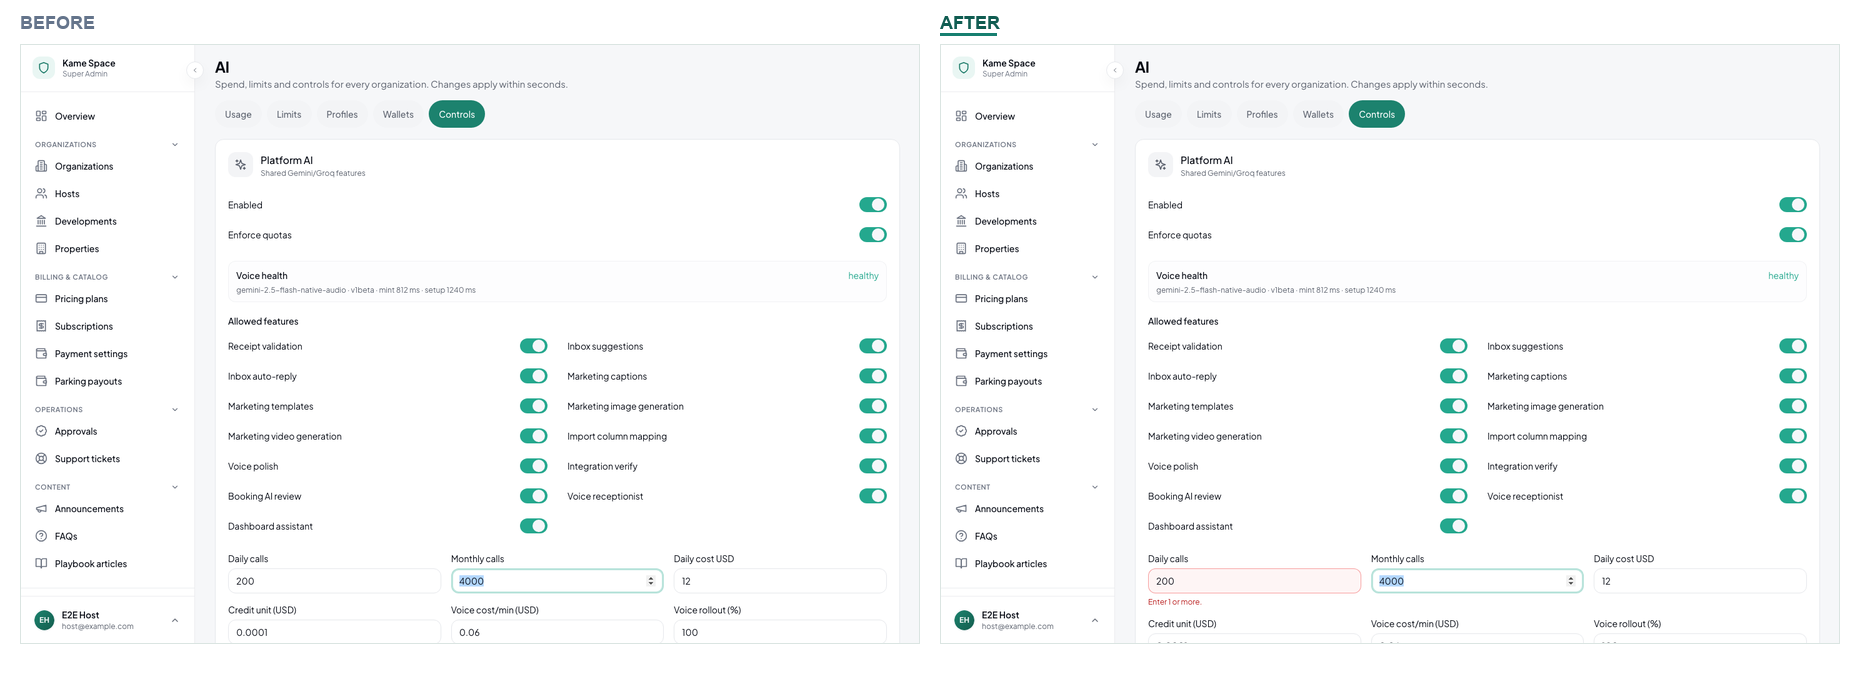 BEFORE
Kame Space
Super Admin
Overview
ORGANIZATIONS
Organizations
Hosts
Developments
Properties
BILLING & CATALOG
Pricing plans
Subscriptions
Payment settings
Parking payouts
OPERATIONS
Approvals
Support tickets
CONTENT
Announcements
FAQs
Playbook articles
EH
E2E Host
host@example.com
AI
Spend, limits and controls for every organization. Changes apply within seconds.
Usage Limits Profiles Wallets Controls
Platform AI
Shared Gemini/Groq features
Enabled
Enforce quotas
Voice health healthy
gemini-2.5-flash-native-audio · v1beta · mint 812 ms · setup 1240 ms
Allowed features
Receipt validation Inbox suggestions
Inbox auto-reply Marketing captions
Marketing templates Marketing image generation
Marketing video generation Import column mapping
Voice polish Integration verify
Booking AI review Voice receptionist
Dashboard assistant
Daily calls Monthly calls Daily cost USD
200 4000 12
Credit unit (USD) Voice cost/min (USD) Voice rollout (%)
0.0001 0.06 100
AFTER
Kame Space
Super Admin
Overview
ORGANIZATIONS
Organizations
Hosts
Developments
Properties
BILLING & CATALOG
Pricing plans
Subscriptions
Payment settings
Parking payouts
OPERATIONS
Approvals
Support tickets
CONTENT
Announcements
FAQs
Playbook articles
EH
E2E Host
host@example.com
AI
Spend, limits and controls for every organization. Changes apply within seconds.
Usage Limits Profiles Wallets Controls
Platform AI
Shared Gemini/Groq features
Enabled
Enforce quotas
Voice health healthy
gemini-2.5-flash-native-audio · v1beta · mint 812 ms · setup 1240 ms
Allowed features
Receipt validation Inbox suggestions
Inbox auto-reply Marketing captions
Marketing templates Marketing image generation
Marketing video generation Import column mapping
Voice polish Integration verify
Booking AI review Voice receptionist
Dashboard assistant
Daily calls Monthly calls Daily cost USD
200 4000 12
Enter 1 or more.
Credit unit (USD) Voice cost/min (USD) Voice rollout (%)